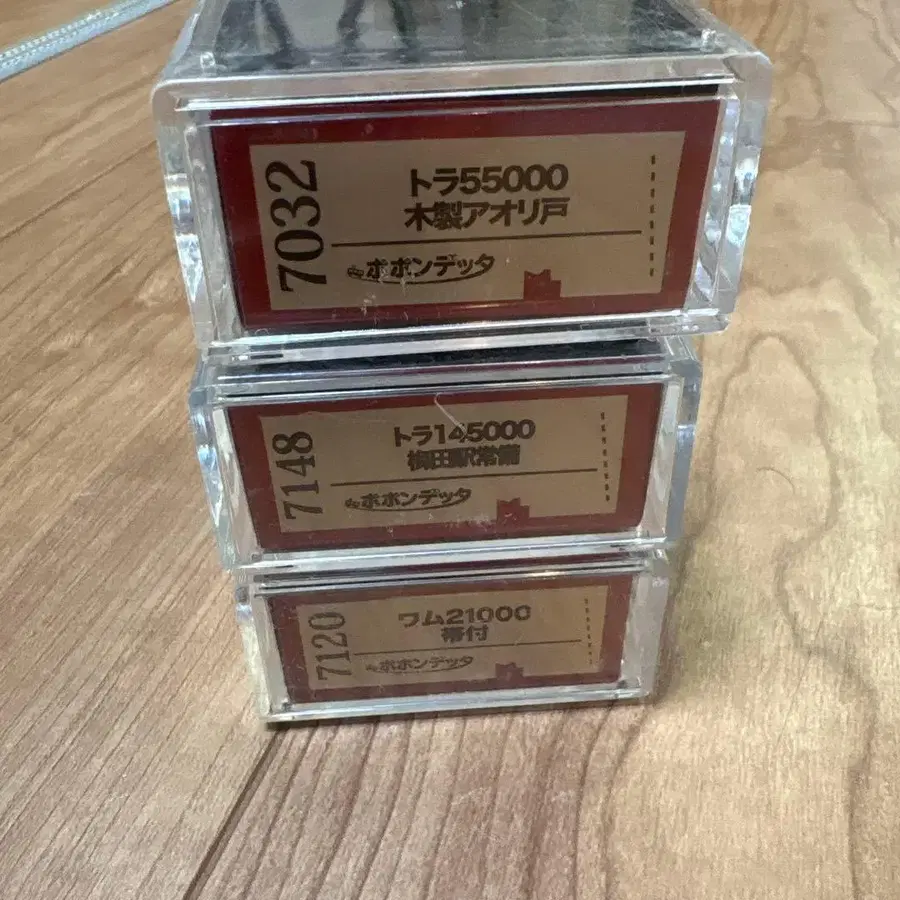 7032
トラ55000
木製アオリ戸
ポポンデッタ
7148
トラ145000
梅田駅常備
ポポンデッタ
7120
ワム21000
帯付
ポポンデッタ